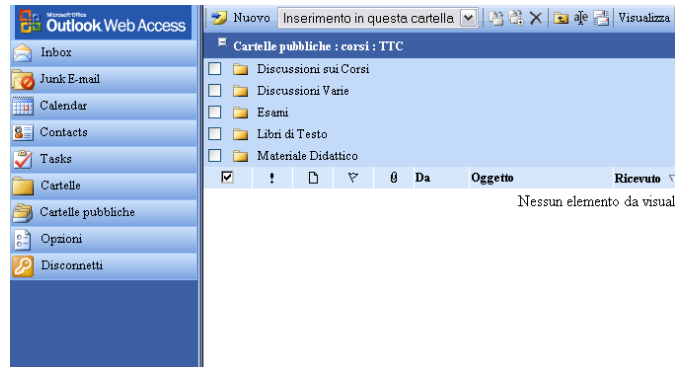 Microsoft Office
Outlook Web Access
Inbox
Junk E-mail
Calendar
Contacts
Tasks
Cartelle
Cartelle pubbliche
Opzioni
Disconnetti
Nuovo Inserimento in questa cartella Visualizza
Cartelle pubbliche : corsi : TTC
Discussioni sui Corsi
Discussioni Varie
Esami
Libri di Testo
Materiale Didattico
! Da Oggetto Ricevuto
Nessun elemento da visual